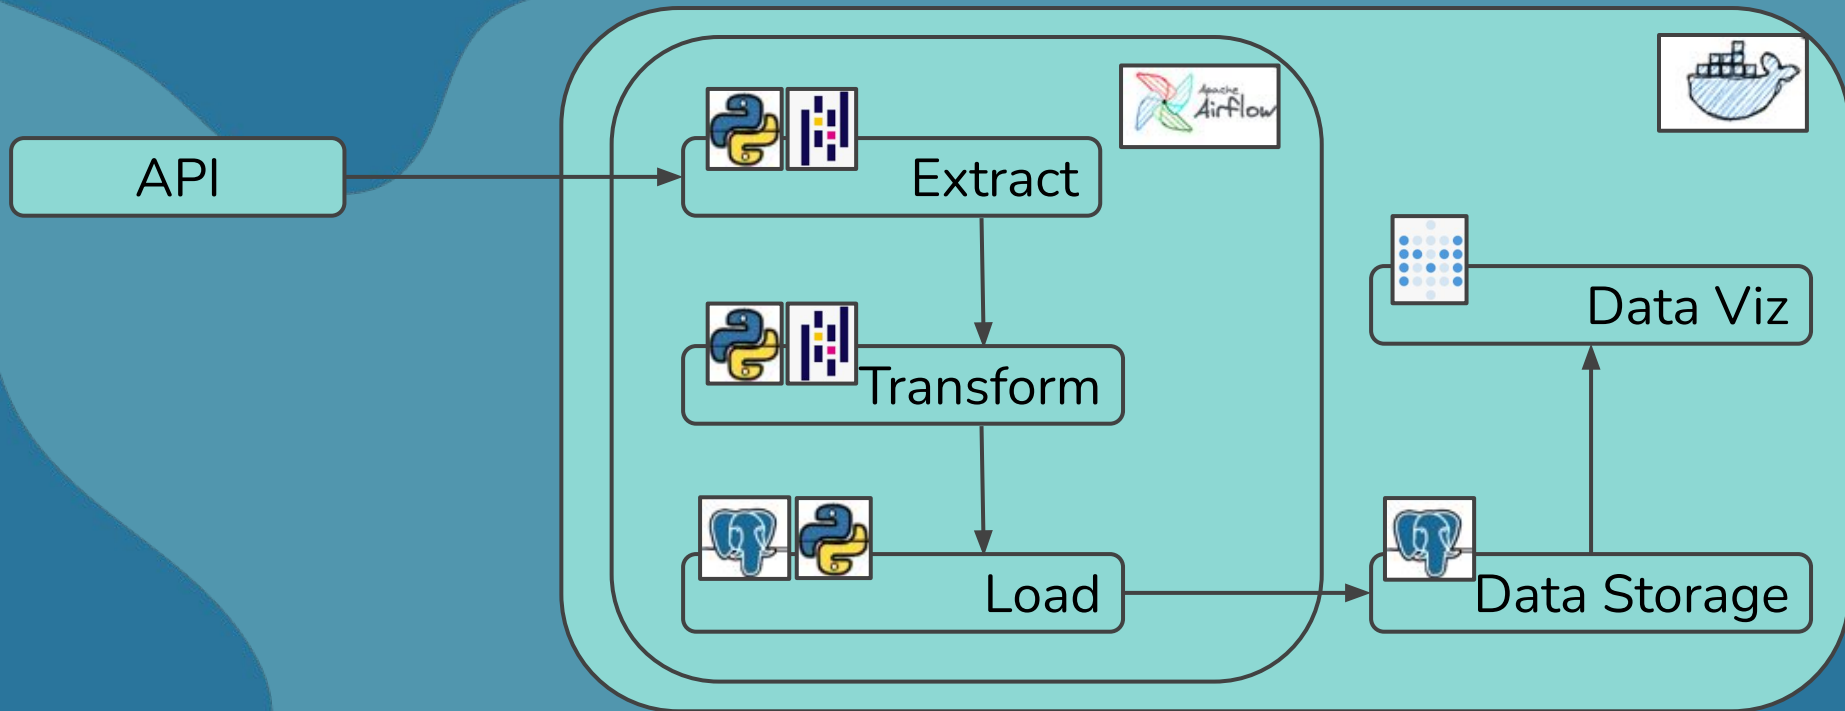 Apache
Airflow
API
Extract
Data Viz
Transform
Load
Data Storage